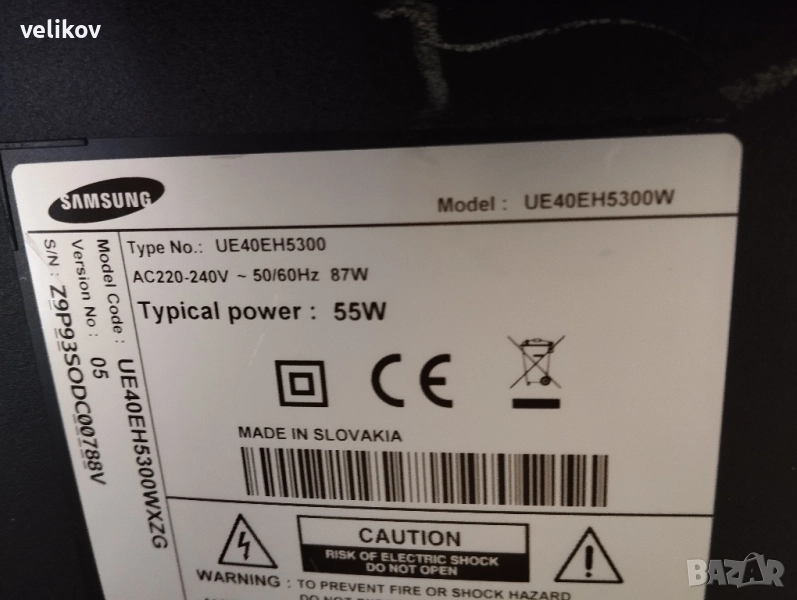 velikov
SAMSUNG
Model : UE40EH5300W
Type No.: UE40EH5300
AC220-240V ~ 50/60Hz 87W
Typical power : 55W
Model Code : UE40EH5300WXZG
Version No : 05
S/N : Z9P93SODC00788V
CE
MADE IN SLOVAKIA
CAUTION
RISK OF ELECTRIC SHOCK
DO NOT OPEN
WARNING : TO PREVENT FIRE OR SHOCK HAZARD
BAZAR